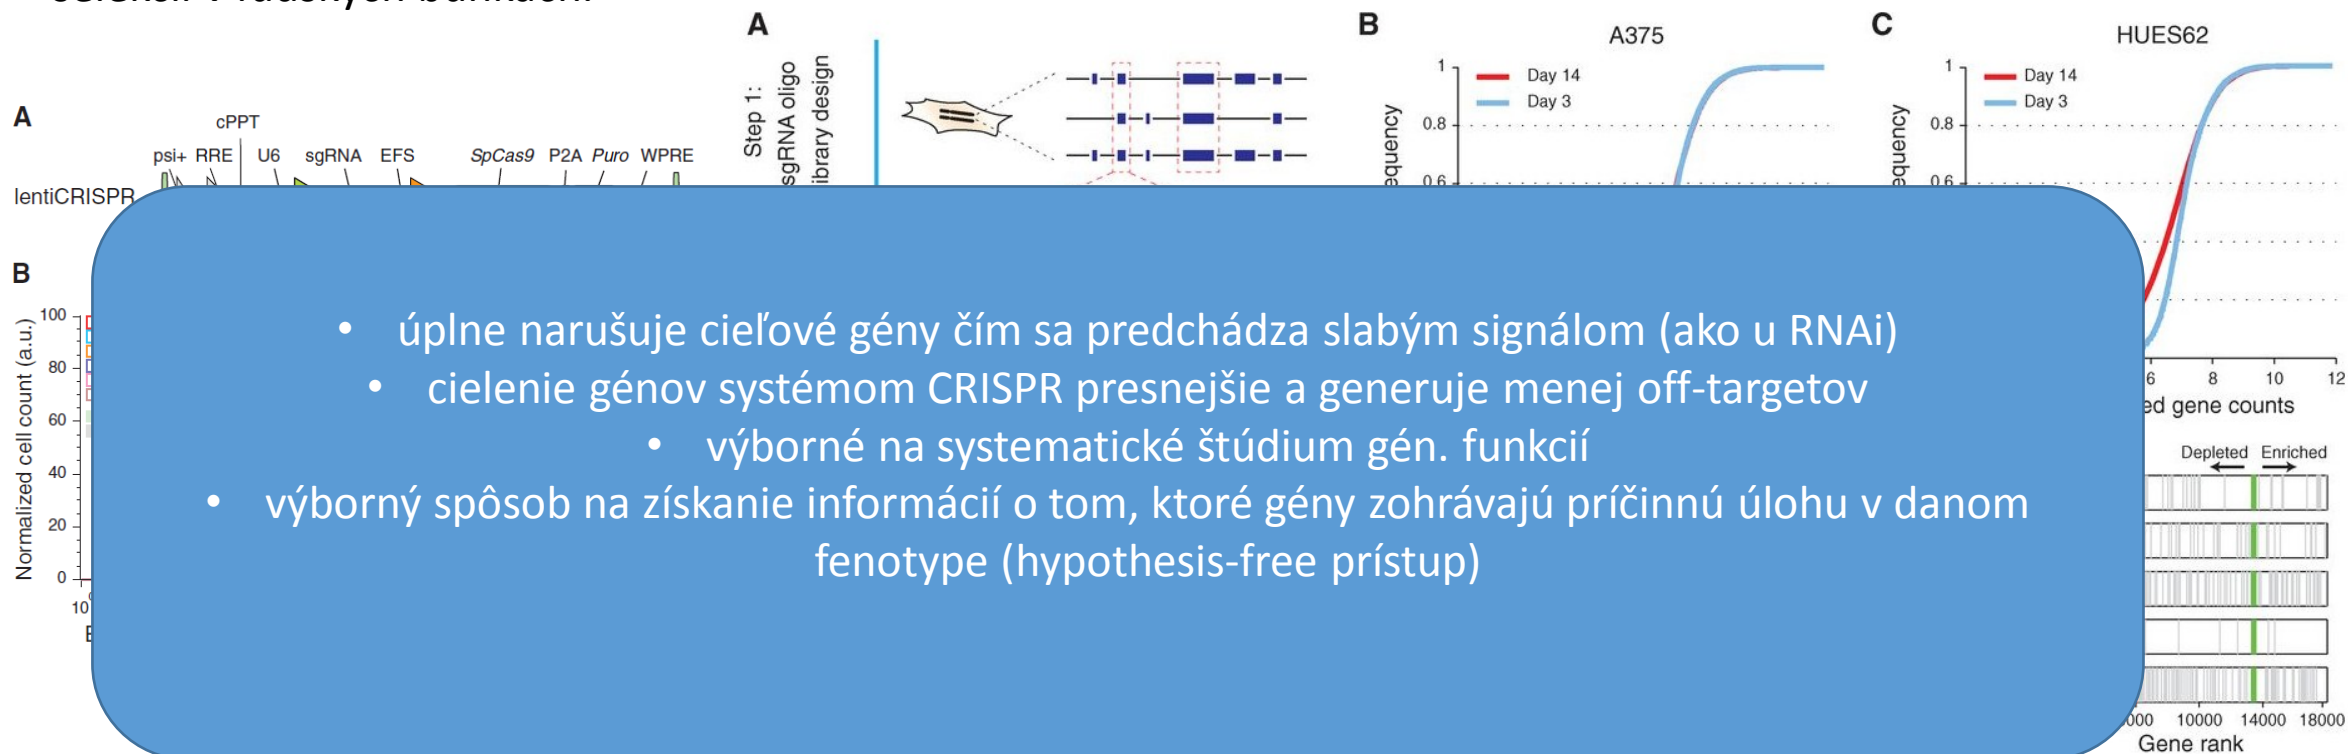 v ľudských bunkách.
A
cPPT
psi+ RRE U6 sgRNA EFS SpCas9 P2A Puro WPRE
lentiCRISPR
B
Normalized cell count (a.u.)
100
80
60
40
20
0
10
A
Step 1:
sgRNA oligo
library design
B
A375
Day 14
Day 3
1
0.8
0.6
C
HUES62
Day 14
Day 3
1
0.8
0.6
6 8 10 12
gene counts
Depleted Enriched
10000 14000 18000
Gene rank
• úplne narušuje cieľové gény čím sa predchádza slabým signálom (ako u RNAi)
• cielenie génov systémom CRISPR presnejšie a generuje menej off-targetov
• výborné na systematické štúdium gén. funkcií
• výborný spôsob na získanie informácií o tom, ktoré gény zohrávajú príčinnú úlohu v danom
fenotype (hypothesis-free prístup)